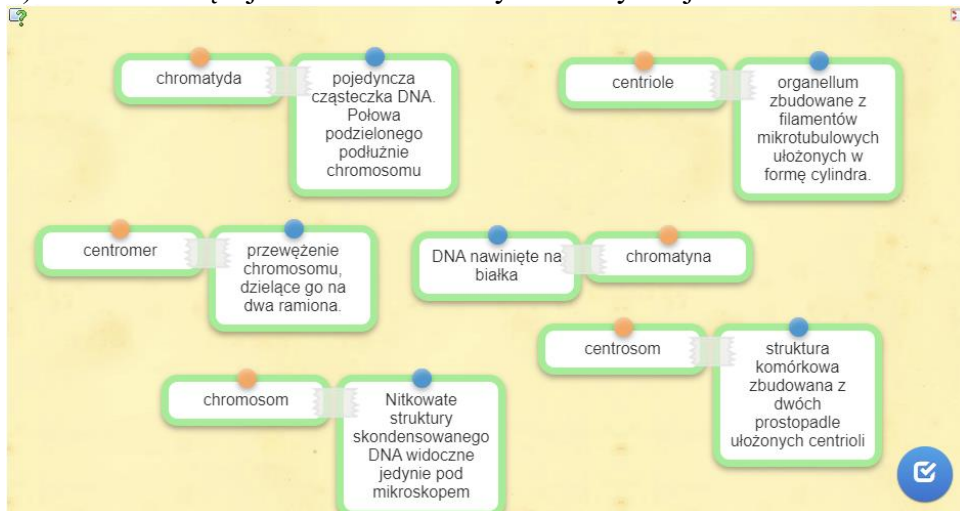 chromatyda
pojedyncza
cząsteczka DNA.
Połowa
podzielonego
podłużnie
chromosomu
centriole
organellum
zbudowane z
filamentów
mikrotubulowych
ułożonych w
formę cylindra.
centromer
przewężenie
chromosomu,
dzielące go na
dwa ramiona.
DNA nawinięte na
białka
chromatyna
centrosom
struktura
komórkowa
zbudowana z
dwóch
prostopadle
ułożonych centrioli
chromosom
Nitkowate
struktury
skondensowanego
DNA widoczne
jedynie pod
mikroskopem